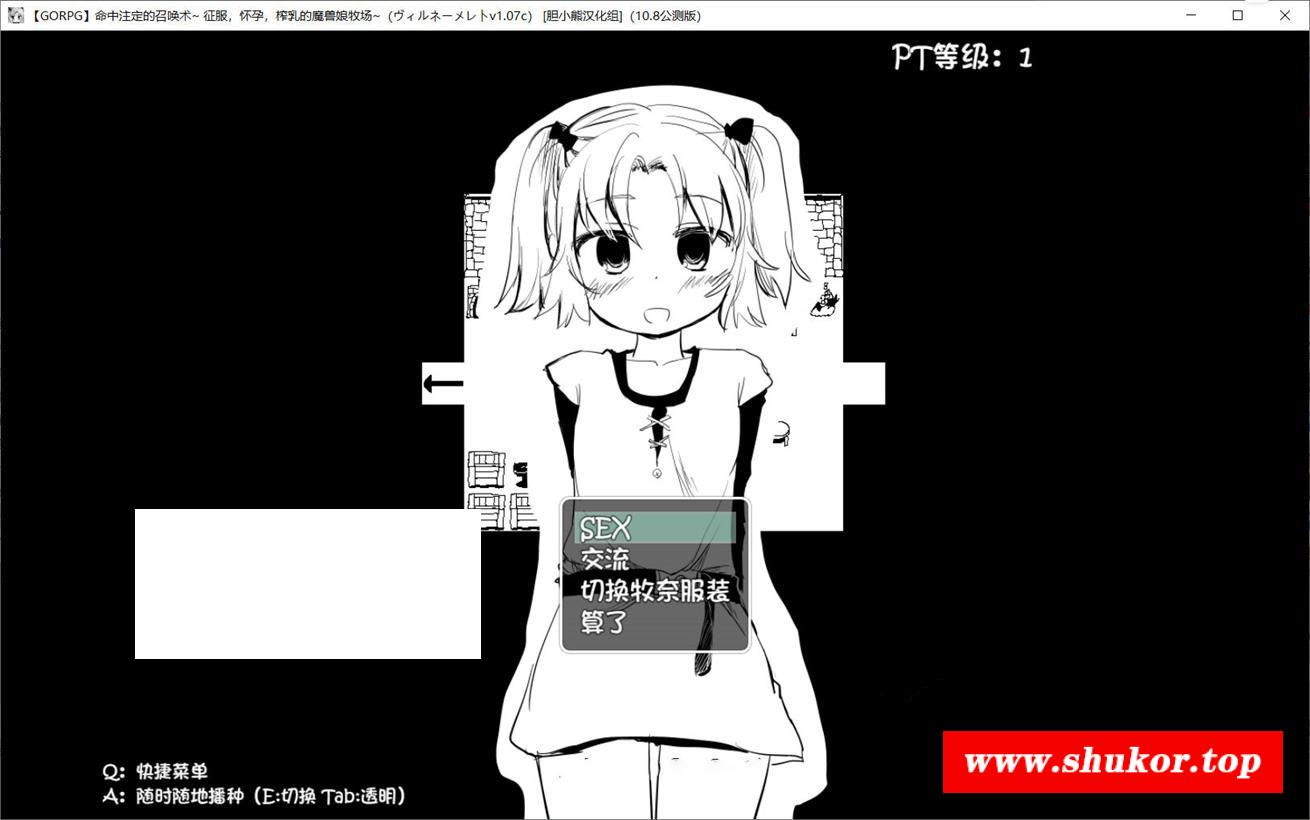 【GORPG】命中注定的召唤术~ 征服，怀孕，榨乳的魔兽娘牧场~（ヴィルネーメレ卜v1.07c） [胆小熊汉化组]（10.8公测版）
PT等级：1
SEX
交流
切换牧奈服装
算了
Q：快捷菜单
A：随时随地播种（E:切换 Tab:透明）
www.shukor.top